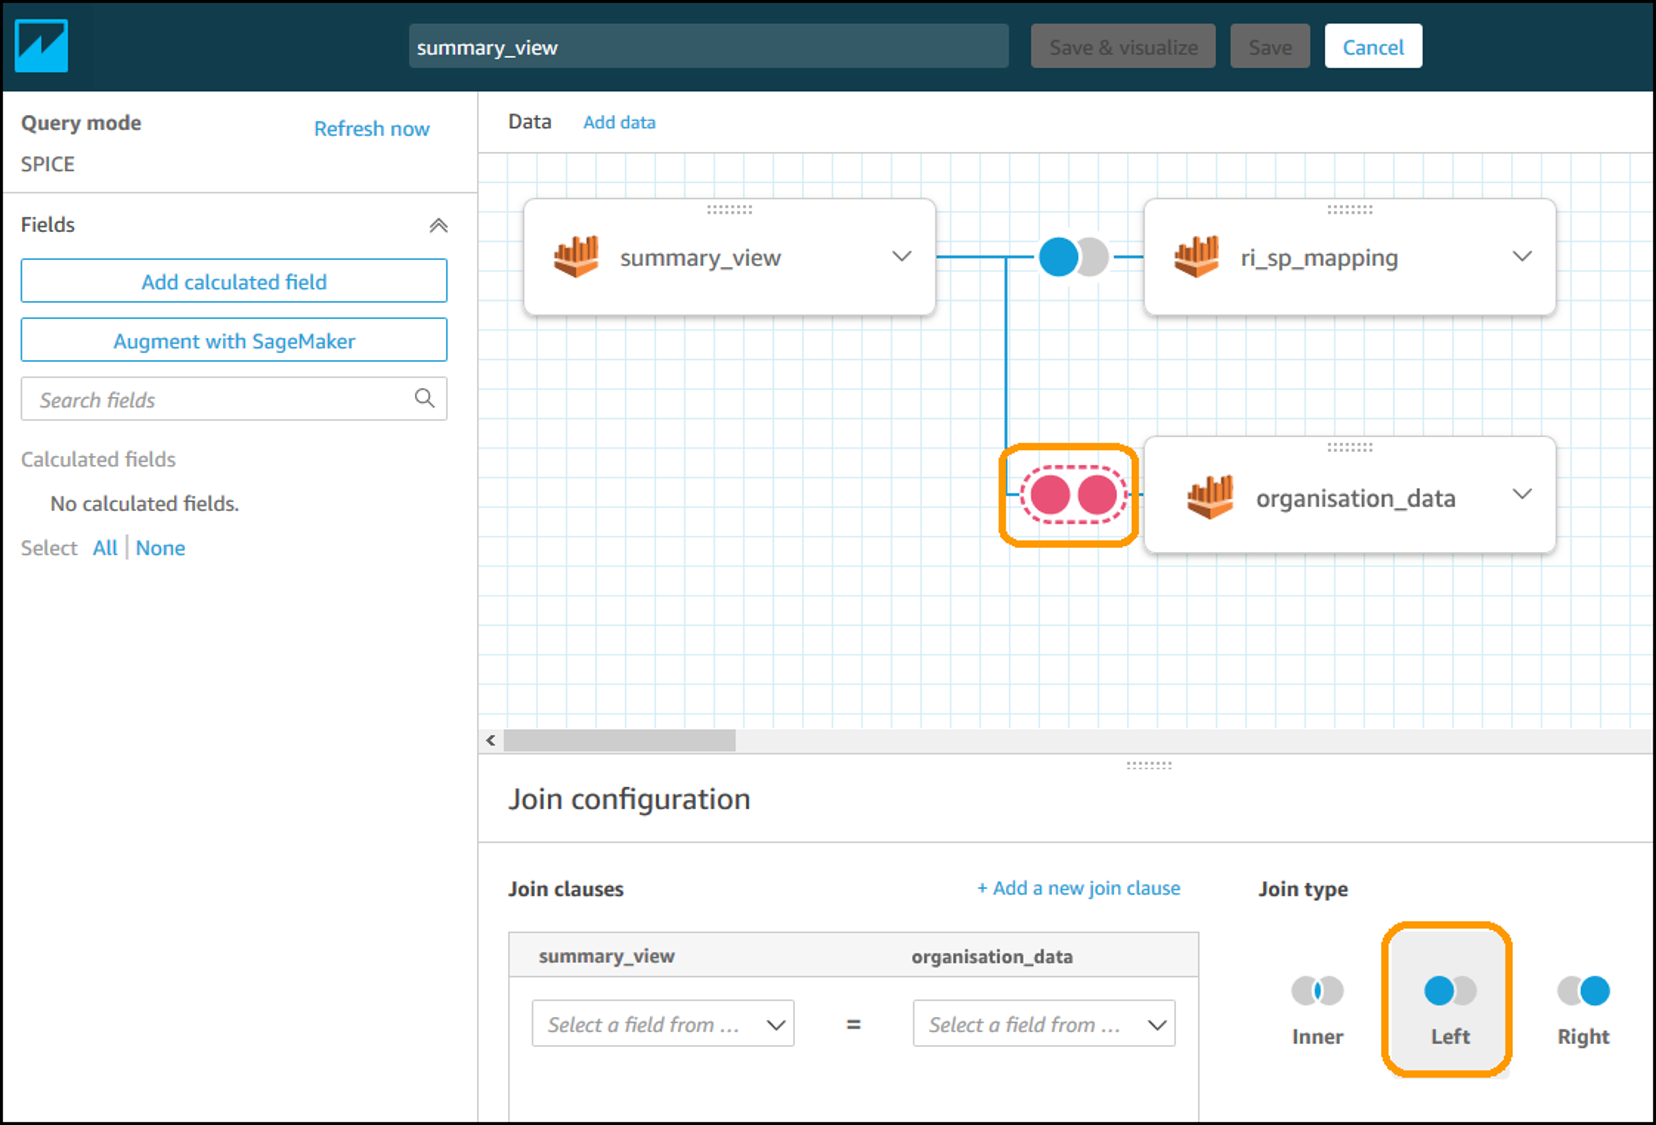 summary_view
Save & visualize
Save
Cancel
Query mode
Refresh now
SPICE
Fields
Add calculated field
Augment with SageMaker
Search fields
Calculated fields
No calculated fields.
Select All | None
Data
Add data
summary_view
ri_sp_mapping
organisation_data
Join configuration
Join clauses
+ Add a new join clause
Join type
summary_view
organisation_data
Select a field from ...
=
Select a field from ...
Inner
Left
Right